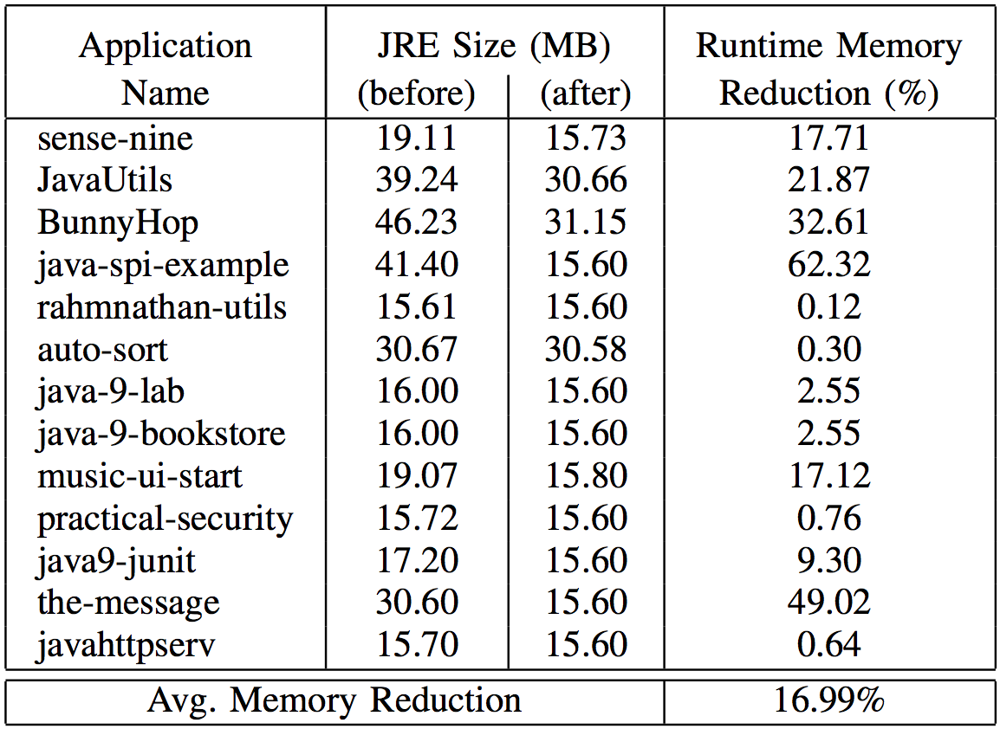 Application Name JRE Size (MB) Runtime Memory Reduction (%)
(before) (after)
sense-nine 19.11 15.73 17.71
JavaUtils 39.24 30.66 21.87
BunnyHop 46.23 31.15 32.61
java-spi-example 41.40 15.60 62.32
rahmnathan-utils 15.61 15.60 0.12
auto-sort 30.67 30.58 0.30
java-9-lab 16.00 15.60 2.55
java-9-bookstore 16.00 15.60 2.55
music-ui-start 19.07 15.80 17.12
practical-security 15.72 15.60 0.76
java9-junit 17.20 15.60 9.30
the-message 30.60 15.60 49.02
javahttpserv 15.70 15.60 0.64
Avg. Memory Reduction 16.99%